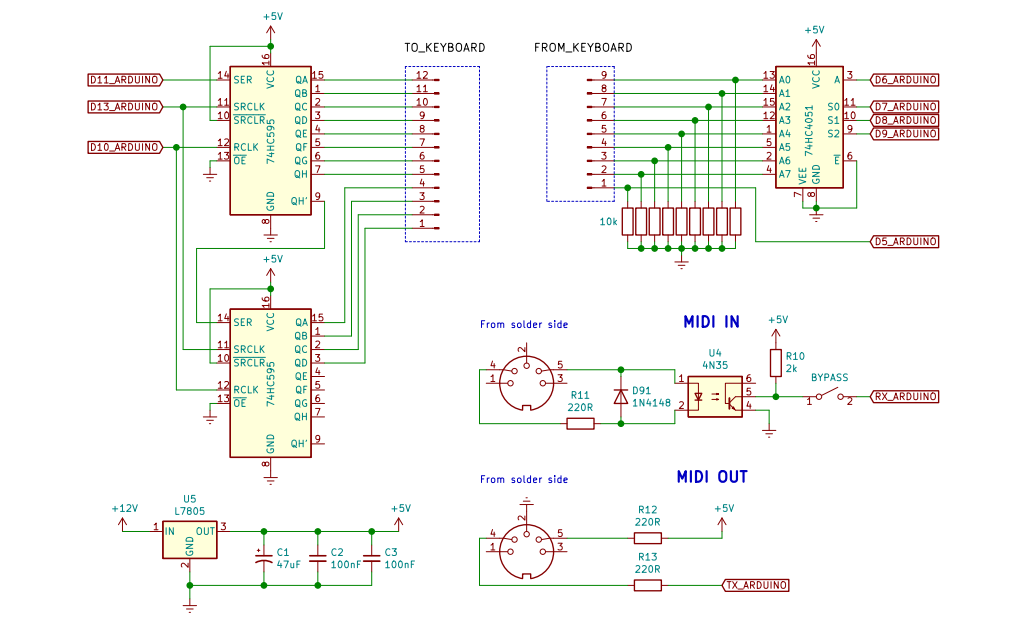 +5V
TO_KEYBOARD
FROM_KEYBOARD
+5V
D11_ARDUINO
D13_ARDUINO
D10_ARDUINO
14 SER
11 SRCLK
10 SRCLR
12 RCLK
13 OE
16 VCC
74HC595
GND 8
QA 15
QB 1
QC 2
QD 3
QE 4
QF 5
QG 6
QH 7
QH' 9
12
11
10
9
8
7
6
5
4
3
2
1
9
8
7
6
5
4
3
2
1
10k
13 A0
14 A1
15 A2
12 A3
1 A4
5 A5
2 A6
4 A7
16 VCC
74HC4051
VEE 7
GND 8
A 3
S0 11
S1 10
S2 9
E 6
D6_ARDUINO
D7_ARDUINO
D8_ARDUINO
D9_ARDUINO
D5_ARDUINO
+5V
14 SER
11 SRCLK
10 SRCLR
12 RCLK
13 OE
16 VCC
74HC595
GND 8
QA 15
QB 1
QC 2
QD 3
QE 4
QF 5
QG 6
QH 7
QH' 9
From solder side
MIDI IN
2
4
1
5
3
R11
220R
D91
1N4148
U4
4N35
1
2
6
5
4
+5V
R10
2k
BYPASS
1
2
RX_ARDUINO
From solder side
MIDI OUT
2
4
1
5
3
R12
220R
+5V
R13
220R
TX_ARDUINO
+12V
U5
L7805
1 IN
OUT 3
GND
2
+5V
C1
47uF
C2
100nF
C3
100nF